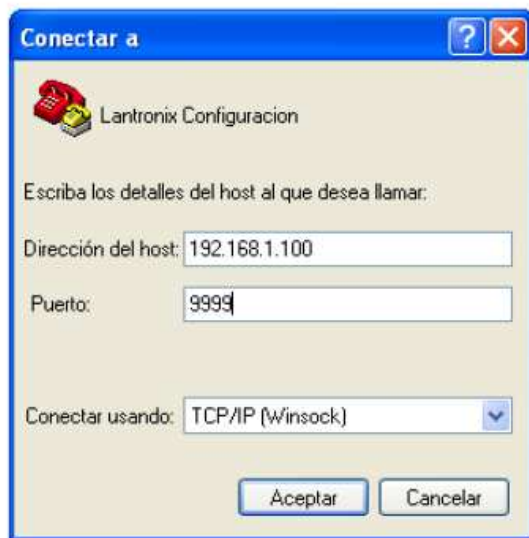 Conectar a
Lantronix Configuracion
Escriba los detalles del host al que desea llamar:
Dirección del host: 192.168.1.100
Puerto: 9999
Conectar usando: TCP/IP (Winsock)
Aceptar Cancelar